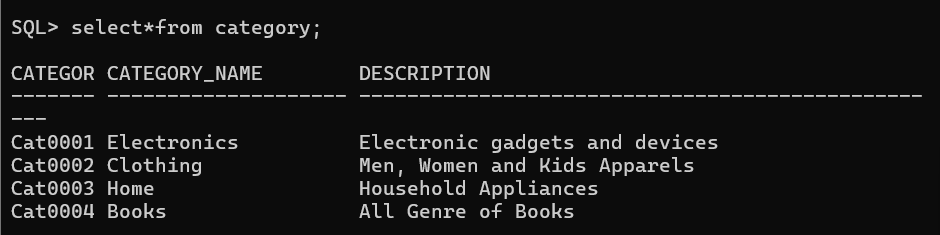 SQL> select*from category;
CATEGOR CATEGORY_NAME        DESCRIPTION
------- -------------------- -----------------------------------------------
---
Cat0001 Electronics          Electronic gadgets and devices
Cat0002 Clothing             Men, Women and Kids Apparels
Cat0003 Home                 Household Appliances
Cat0004 Books                All Genre of Books